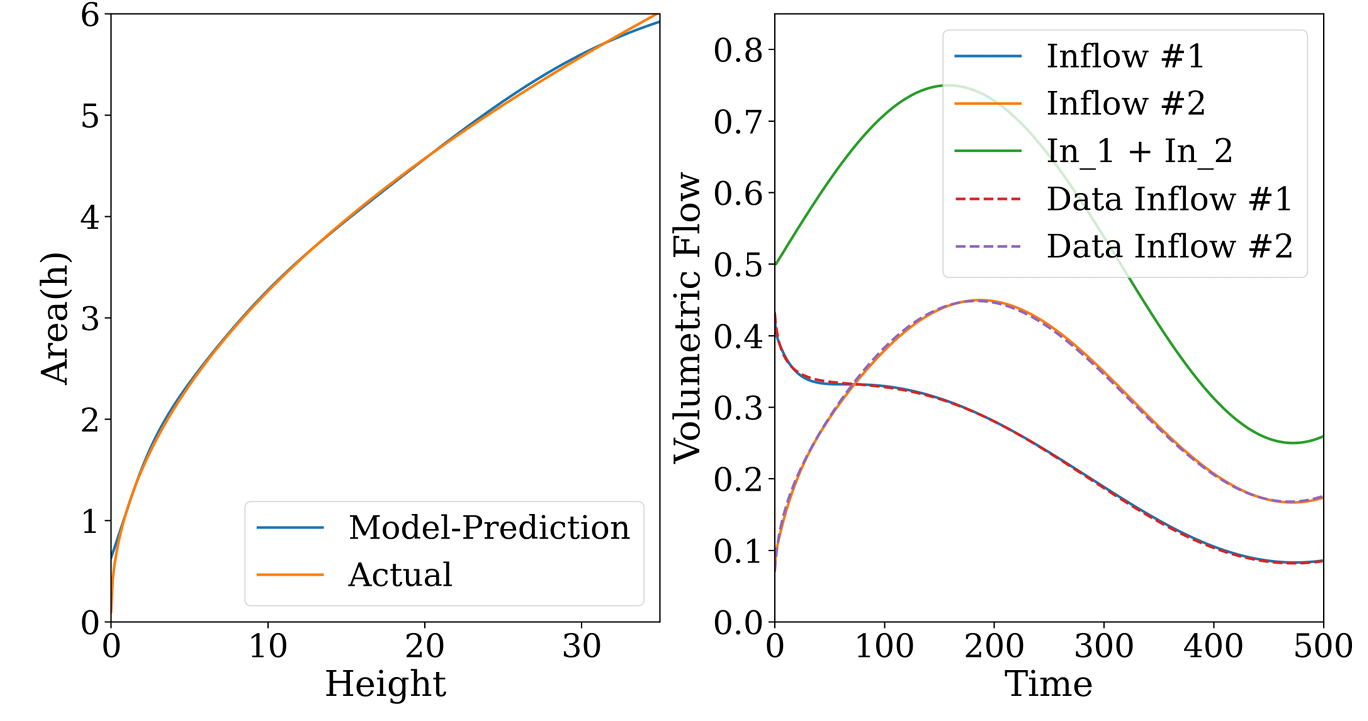 6
5
4
3
2
1
0
Area(h)
0 10 20 30
Height
Model-Prediction
Actual
0.8
0.7
0.6
0.5
0.4
0.3
0.2
0.1
0.0
Volumetric Flow
0 100 200 300 400 500
Time
Inflow #1
Inflow #2
In_1 + In_2
Data Inflow #1
Data Inflow #2